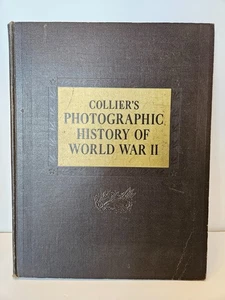 COLLIER'S
PHOTOGRAPHIC
HISTORY OF
WORLD WAR II